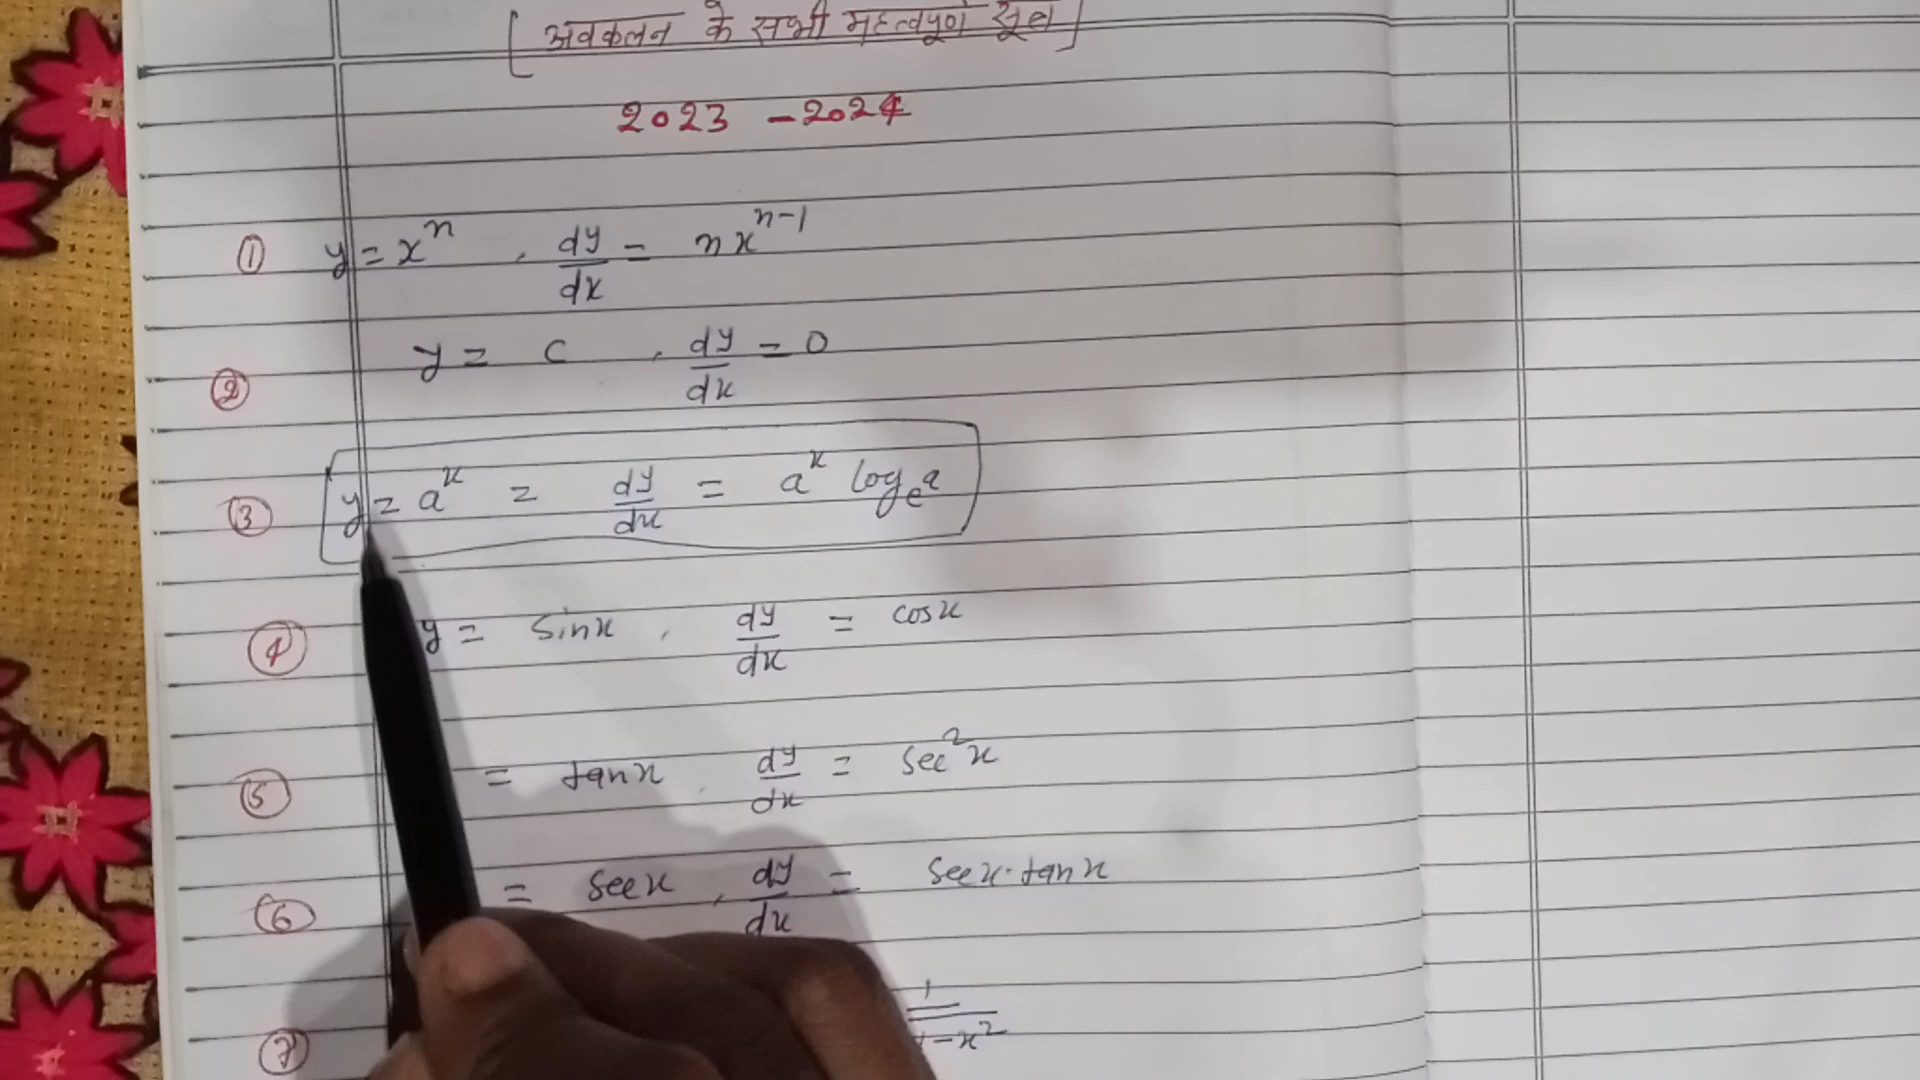 [अवकलन के सभी महत्वपूर्ण सूत्र]
2023 - 2024
① y = xⁿ , dy/dx = nxⁿ⁻¹
② y = c , dy/dx = 0
③ y = aˣ = dy/dx = aˣ logₑa
④ y = sinx , dy/dx = cosx
⑤ = tanx , dy/dx = sec²x
⑥ = secx , dy/dx = secx·tanx
⑦